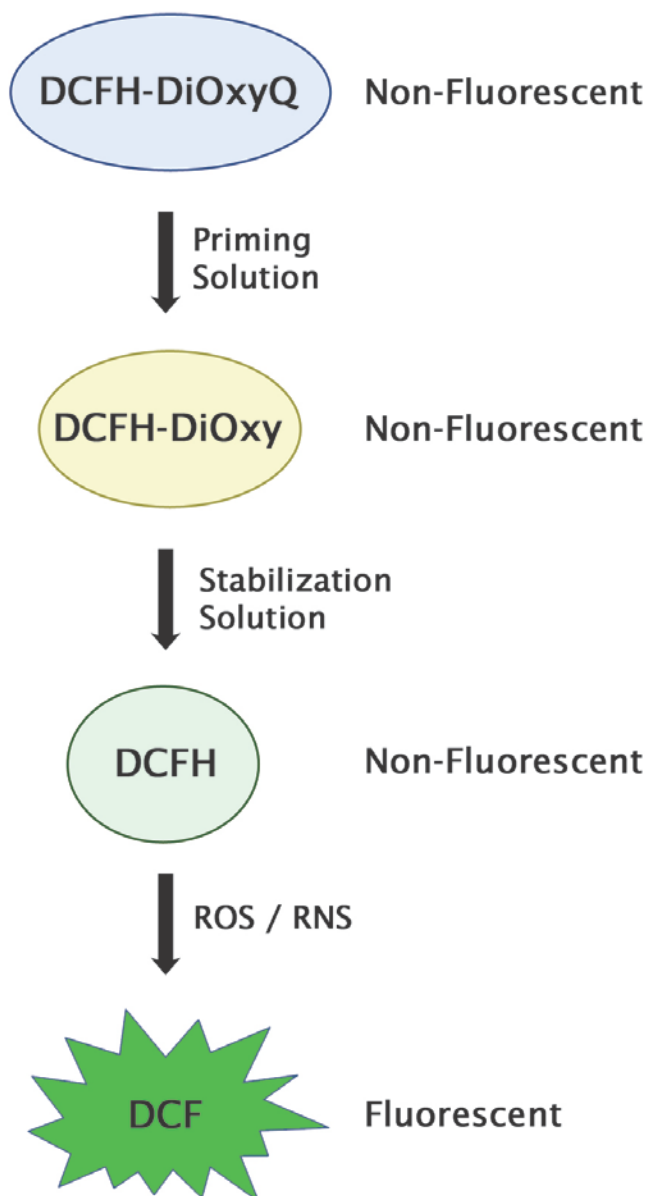 DCFH-DiOxyQ Non-Fluorescent
Priming
Solution
DCFH-DiOxy Non-Fluorescent
Stabilization
Solution
DCFH Non-Fluorescent
ROS / RNS
DCF Fluorescent